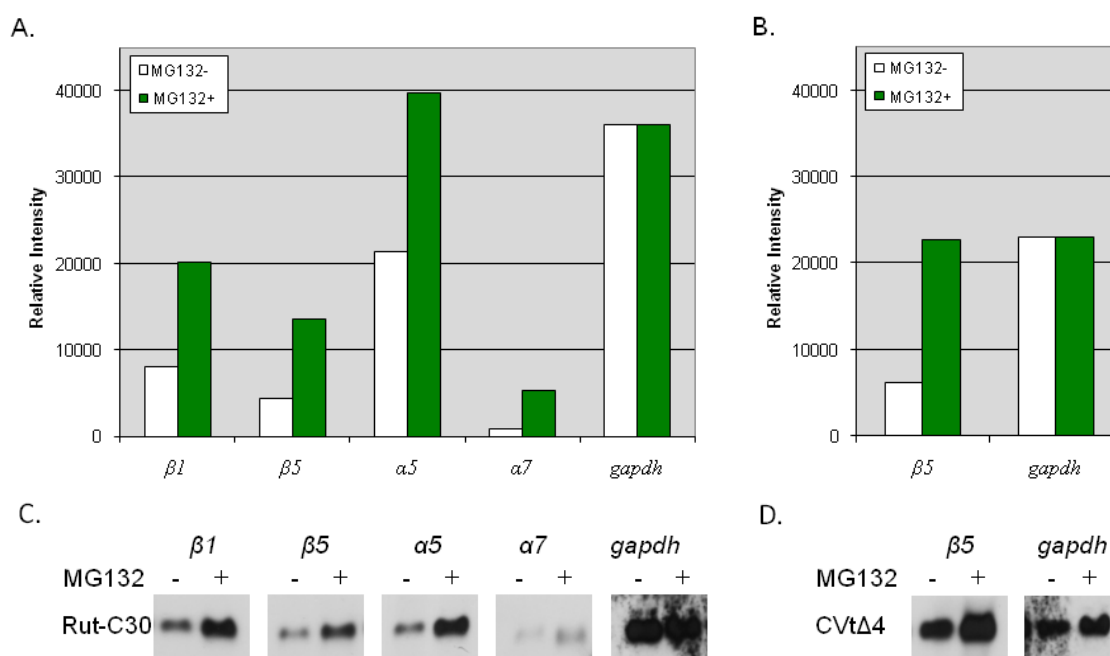 A.
MG132-
MG132+
Relative Intensity
40000
30000
20000
10000
0
β1 β5 α5 α7 gapdh
B.
MG132-
MG132+
Relative Intensity
40000
30000
20000
10000
0
β5 gapdh
C.
β1 β5 α5 α7 gapdh
MG132 - + - + - + - + - +
Rut-C30
D.
β5 gapdh
MG132 - + - +
CVtΔ4